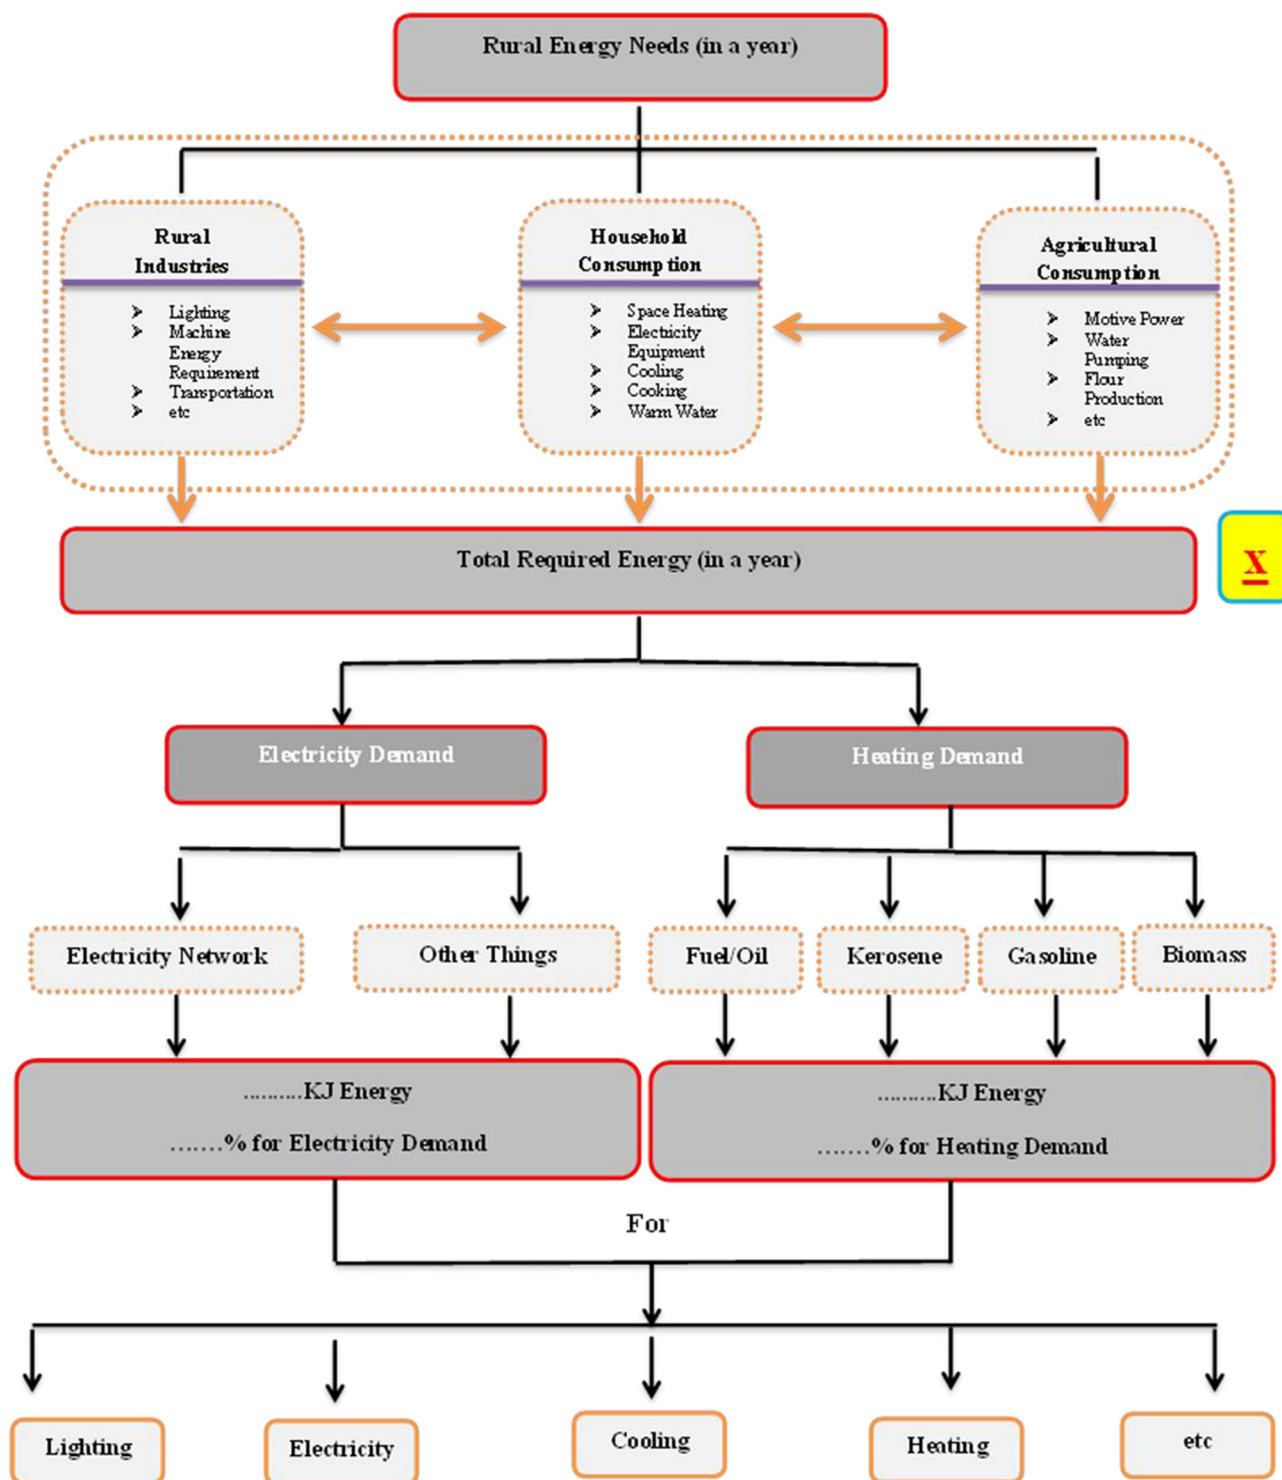 Rural Energy Needs (in a year)
Rural
Industries
Lighting
Machine
Energy
Requirement
Transportation
etc
Household
Consumption
Space Heating
Electricity
Equipment
Cooling
Cooking
Warm Water
Agricultural
Consumption
Motive Power
Water
Pumping
Flour
Production
etc
Total Required Energy (in a year)
X
Electricity Demand
Heating Demand
Electricity Network
Other Things
Fuel/Oil
Kerosene
Gasoline
Biomass
..........KJ Energy
.......% for Electricity Demand
..........KJ Energy
.......% for Heating Demand
For
Lighting
Electricity
Cooling
Heating
etc